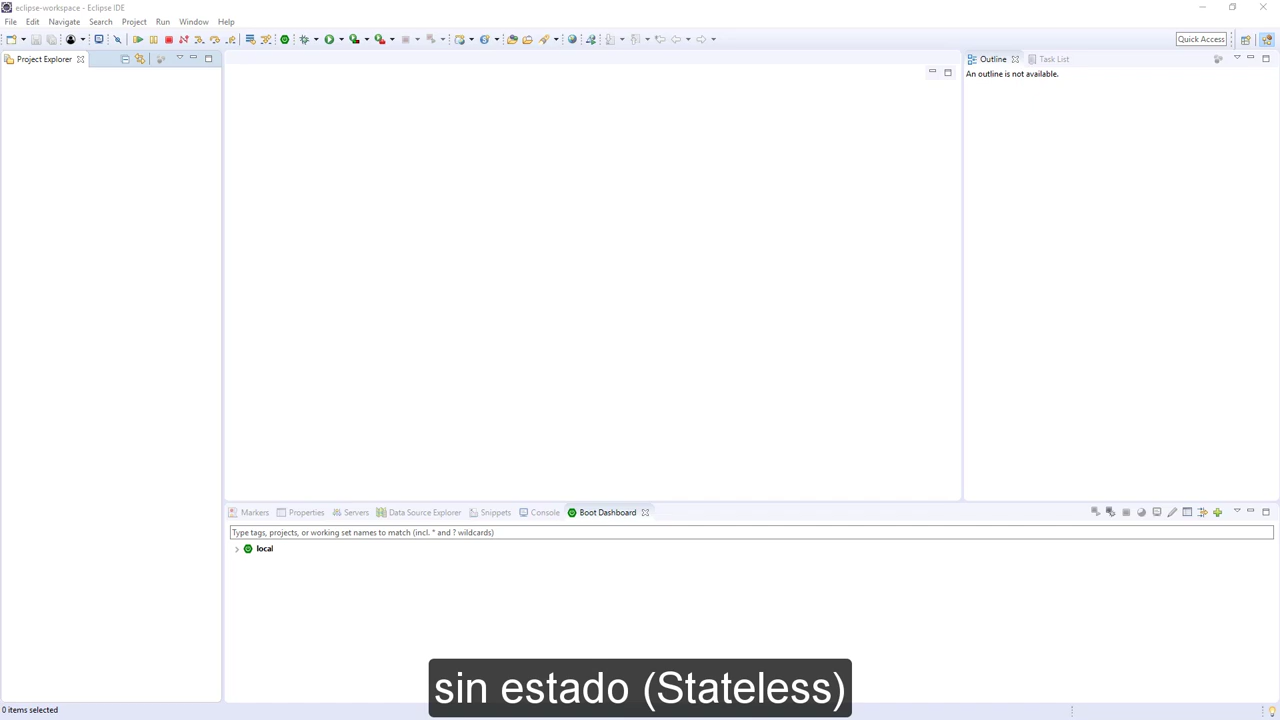 eclipse-workspace - Eclipse IDE
File Edit Navigate Search Project Run Window Help
Quick Access
Project Explorer
Outline Task List
An outline is not available.
Markers Properties Servers Data Source Explorer Snippets Console Boot Dashboard
Type tags, projects, or working set names to match (incl. * and ? wildcards)
local
sin estado (Stateless)
0 items selected